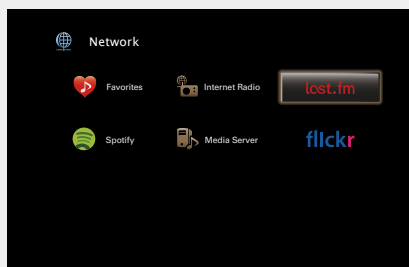 Network
Favorites
Internet Radio
last.fm
Spotify
Media Server
flickr